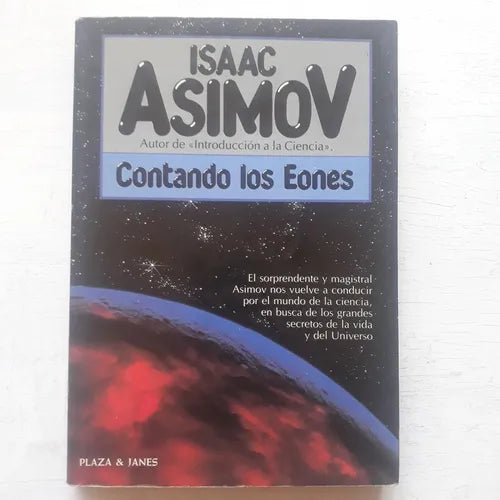 ISAAC
ASIMOV
Autor de «Introducción a la Ciencia».
Contando los Eones
El sorprendente y magistral
Asimov nos vuelve a conducir
por el mundo de la ciencia,
en busca de los grandes
secretos de la vida
y del Universo
PLAZA & JANES